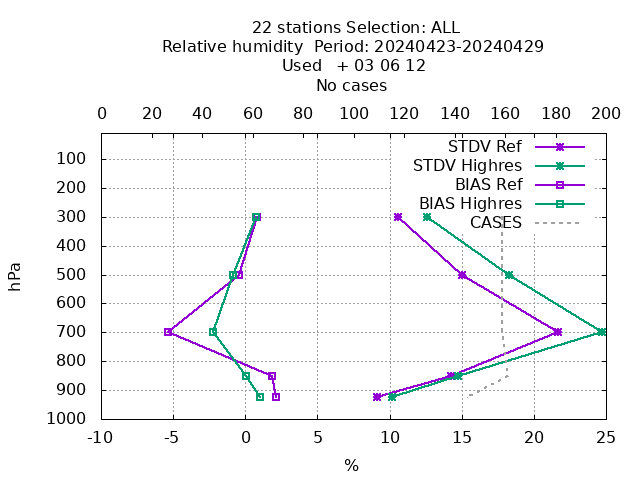 22 stations Selection: ALL
Relative humidity  Period: 20240423-20240429
Used   + 03 06 12
No cases
0 20 40 60 80 100 120 140 160 180 200
STDV Ref
STDV Highres
BIAS Ref
BIAS Highres
CASES
hPa
100
200
300
400
500
600
700
800
900
1000
-10 -5 0 5 10 15 20 25
%